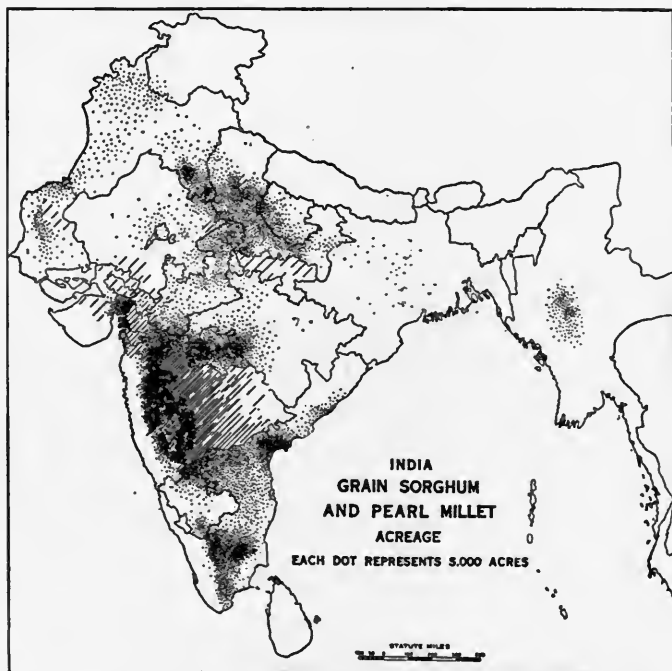 INDIA
GRAIN SORGHUM
AND PEARL MILLET
ACREAGE
EACH DOT REPRESENTS 5,000 ACRES
STATUTE MILES